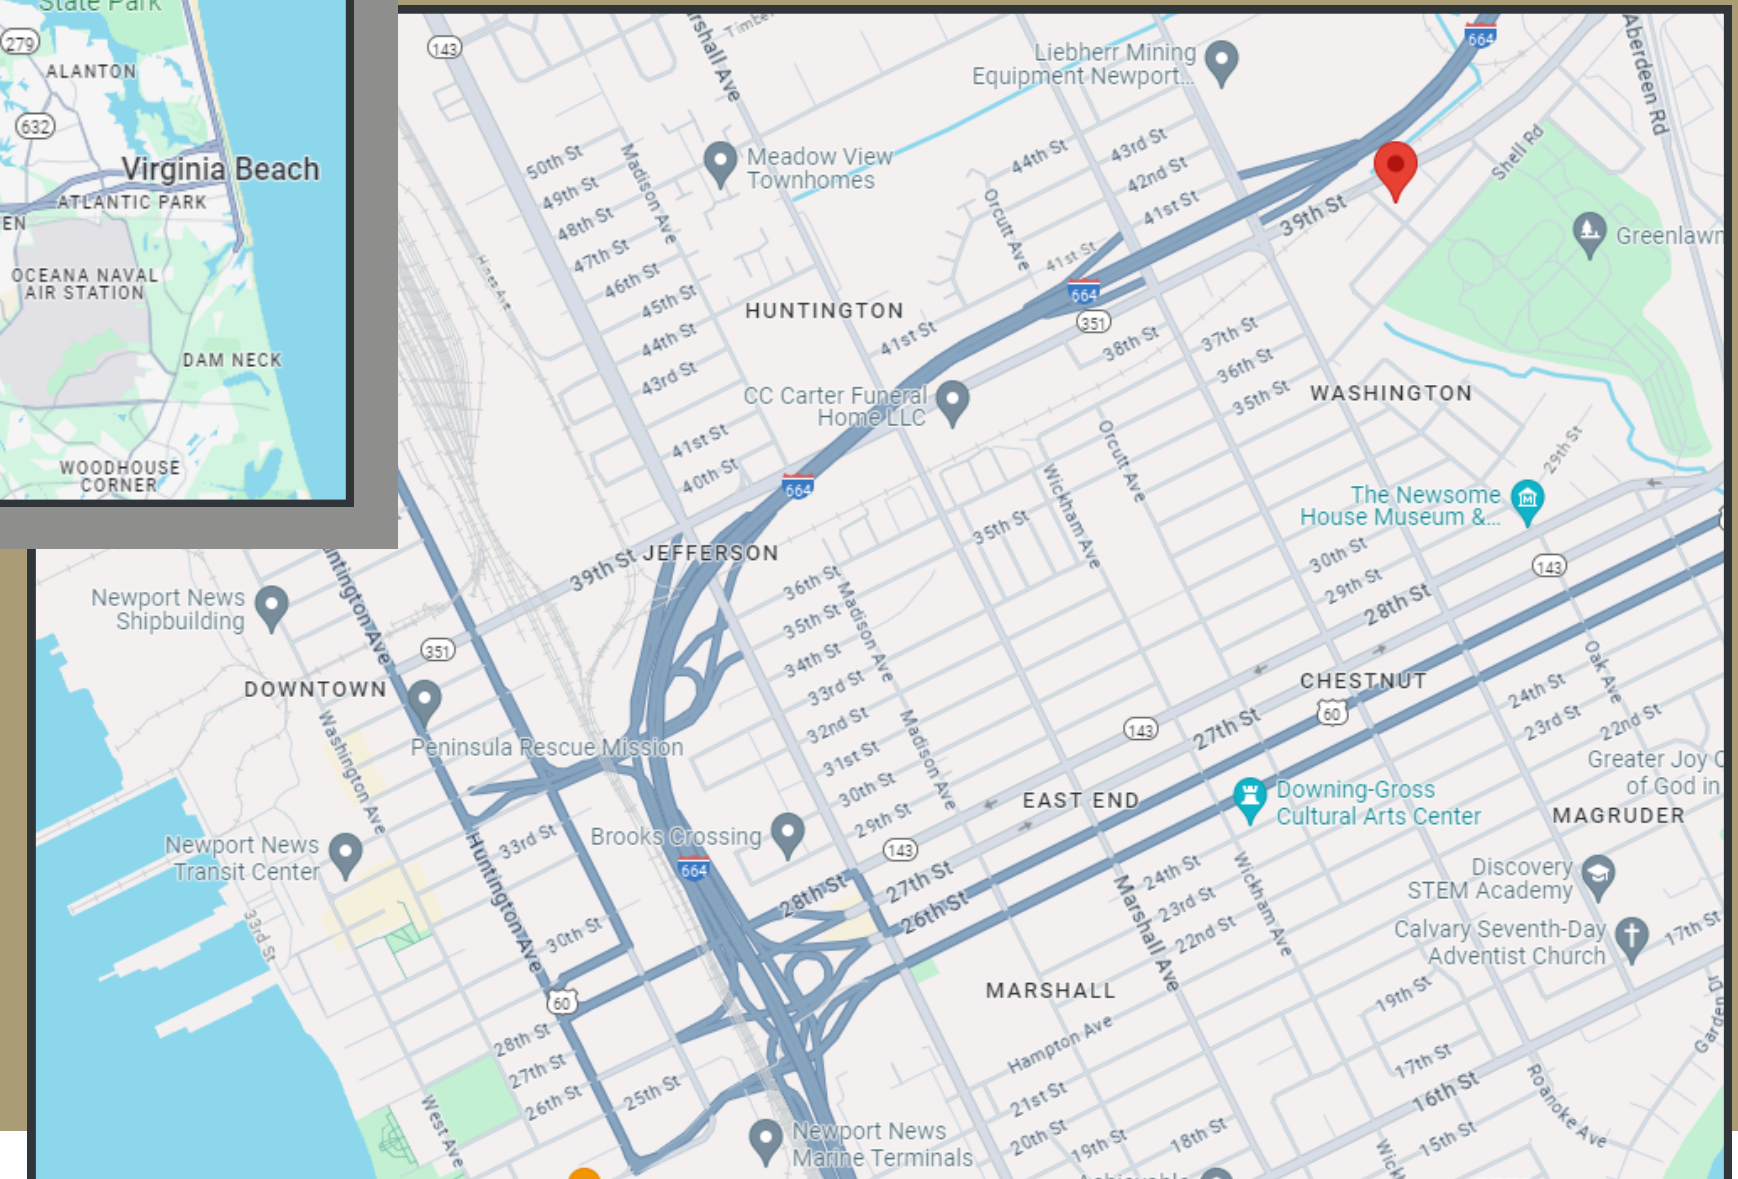 State Park
279
ALANTON
632
Virginia Beach
ATLANTIC PARK
EN
OCEANA NAVAL
AIR STATION
DAM NECK
WOODHOUSE
CORNER
143
rshall Ave
Timbe
Liebherr Mining
Equipment Newport...
664
Aberdeen Rd
50th St
49th St
48th St
47th St
46th St
45th St
44th St
43rd St
Madison Ave
Meadow View
Townhomes
44th St
43rd St
42nd St
41st St
Orcutt Ave
41st St
39th St
Shell Rd
Greenlawn
Hines Ave
HUNTINGTON
41st St
664
351
38th St
37th St
36th St
35th St
WASHINGTON
CC Carter Funeral
Home LLC
41st St
40th St
664
Orcutt Ave
Wickham Ave
35th St
29th St
The Newsome
House Museum &...
30th St
29th St
28th St
143
39th St
JEFFERSON
36th St
35th St
34th St
33rd St
32nd St
31st St
30th St
29th St
Madison Ave
Madison Ave
Newport News
Shipbuilding
ntington Ave
351
DOWNTOWN
Washington Ave
Peninsula Rescue Mission
143
27th St
CHESTNUT
60
Oak Ave
24th St
23rd St
22nd St
Greater Joy C
of God in
MAGRUDER
EAST END
Downing-Gross
Cultural Arts Center
Newport News
Transit Center
33rd St
Huntington Ave
Brooks Crossing
664
143
28th St
27th St
26th St
Marshall Ave
24th St
23rd St
22nd St
Wickham Ave
Discovery
STEM Academy
Calvary Seventh-Day
Adventist Church
17th St
33rd St
30th St
60
MARSHALL
19th St
Garden Dr
28th St
27th St
26th St
25th St
West Ave
Hampton Ave
21st St
20th St
19th St
18th St
17th St
16th St
15th St
Roanoke Ave
Wick
Newport News
Marine Terminals
Achievable